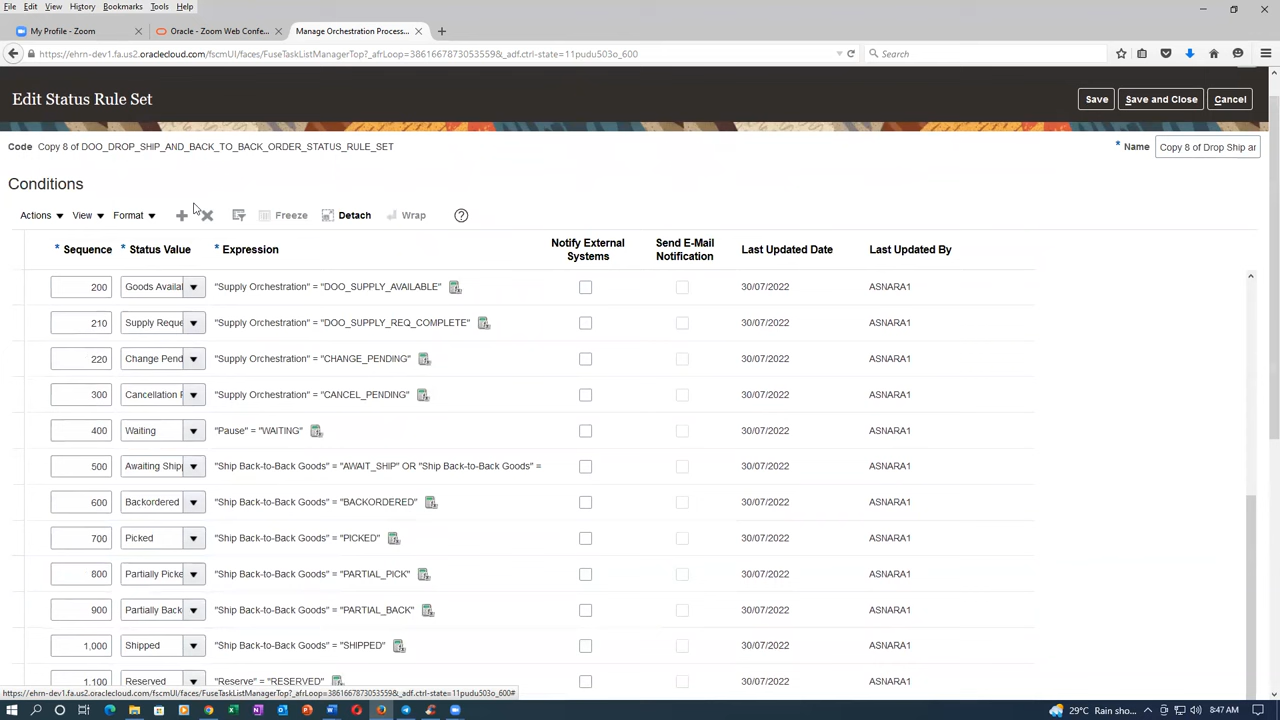 File Edit View History Bookmarks Tools Help
My Profile - Zoom
Oracle - Zoom Web Confe...
Manage Orchestration Process...
https://ehrn-dev1.fa.us2.oraclecloud.com/fscmUI/faces/FuseTaskListManagerTop?_afrLoop=3861667873053559&_adf.ctrl-state=11pudu503o_600
Search
Edit Status Rule Set
Save
Save and Close
Cancel
Code Copy 8 of DOO_DROP_SHIP_AND_BACK_TO_BACK_ORDER_STATUS_RULE_SET
* Name Copy 8 of Drop Ship ar
Conditions
Actions View Format Freeze Detach Wrap
* Sequence * Status Value * Expression Notify External Systems Send E-Mail Notification Last Updated Date Last Updated By
200 Goods Availal "Supply Orchestration" = "DOO_SUPPLY_AVAILABLE" 30/07/2022 ASNARA1
210 Supply Reque "Supply Orchestration" = "DOO_SUPPLY_REQ_COMPLETE" 30/07/2022 ASNARA1
220 Change Pend "Supply Orchestration" = "CHANGE_PENDING" 30/07/2022 ASNARA1
300 Cancellation F "Supply Orchestration" = "CANCEL_PENDING" 30/07/2022 ASNARA1
400 Waiting "Pause" = "WAITING" 30/07/2022 ASNARA1
500 Awaiting Ship "Ship Back-to-Back Goods" = "AWAIT_SHIP" OR "Ship Back-to-Back Goods" = 30/07/2022 ASNARA1
600 Backordered "Ship Back-to-Back Goods" = "BACKORDERED" 30/07/2022 ASNARA1
700 Picked "Ship Back-to-Back Goods" = "PICKED" 30/07/2022 ASNARA1
800 Partially Picke "Ship Back-to-Back Goods" = "PARTIAL_PICK" 30/07/2022 ASNARA1
900 Partially Back "Ship Back-to-Back Goods" = "PARTIAL_BACK" 30/07/2022 ASNARA1
1,000 Shipped "Ship Back-to-Back Goods" = "SHIPPED" 30/07/2022 ASNARA1
1,100 Reserved "Reserve" = "RESERVED" 30/07/2022 ASNARA1
https://ehrn-dev1.fa.us2.oraclecloud.com/fscmUI/faces/FuseTaskListManagerTop?_afrLoop=3861667873053559&_adf.ctrl-state=11pudu503o_600#
29°C Rain sho... 8:47 AM